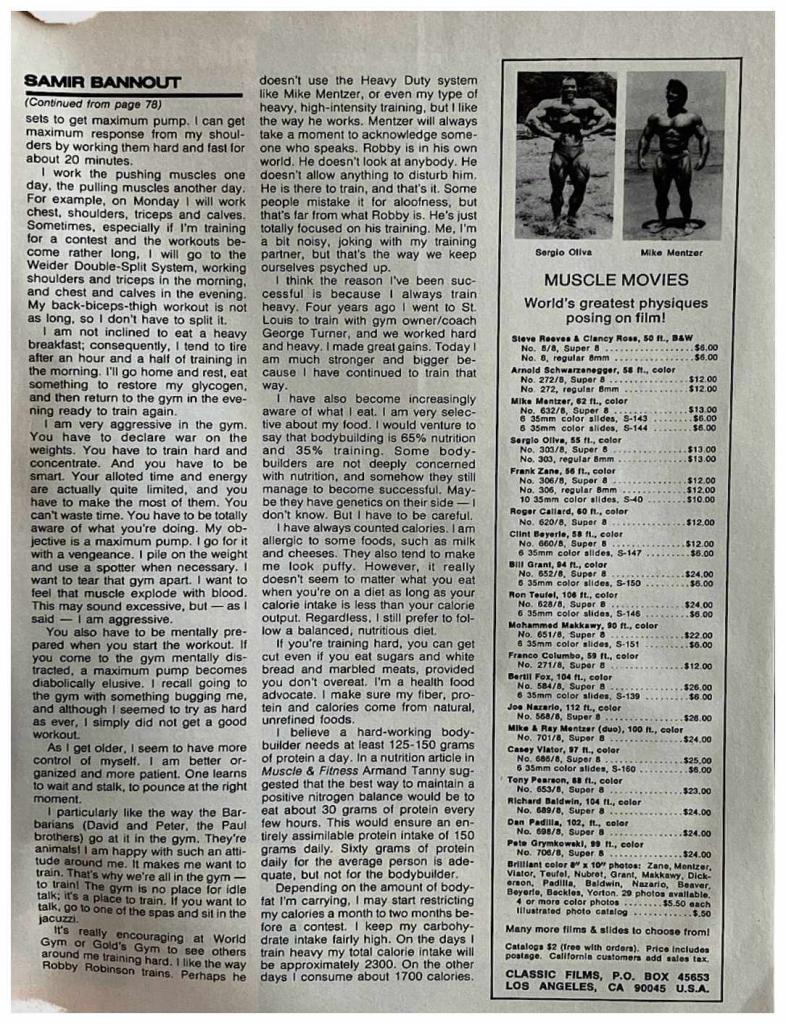 SAMIR BANNOUT
(Continued from page 78)
sets to get maximum pump. I can get
maximum response from my shoul-
ders by working them hard and fast for
about 20 minutes.
I work the pushing muscles one
day, the pulling muscles another day.
For example, on Monday I will work
chest, shoulders, triceps and calves.
Sometimes, especially if I'm training
for a contest and the workouts be-
come rather long, I will go to the
Weider Double-Split System, working
shoulders and triceps in the morning,
and chest and calves in the evening.
My back-biceps-thigh workout is not
as long, so I don't have to split it.
I am not inclined to eat a heavy
breakfast; consequently, I tend to tire
after an hour and a half of training in
the morning. I'll go home and rest, eat
something to restore my glycogen,
and then return to the gym in the eve-
ning ready to train again.
I am very aggressive in the gym.
You have to declare war on the
weights. You have to train hard and
concentrate. And you have to be
smart. Your alloted time and energy
are actually quite limited, and you
have to make the most of them. You
can't waste time. You have to be totally
aware of what you're doing. My ob-
jective is a maximum pump. I go for it
with a vengeance. I pile on the weight
and use a spotter when necessary. I
want to tear that gym apart. I want to
feel that muscle explode with blood.
This may sound excessive, but — as I
said — I am aggressive.
You also have to be mentally pre-
pared when you start the workout. If
you come to the gym mentally dis-
tracted, a maximum pump becomes
diabolically elusive. I recall going to
the gym with something bugging me,
and although I seemed to try as hard
as ever, I simply did not get a good
workout.
As I get older, I seem to have more
control of myself. I am better or-
ganized and more patient. One learns
to wait and stalk, to pounce at the right
moment.
I particularly like the way the Bar-
barians (David and Peter, the Paul
brothers) go at it in the gym. They're
animals! I am happy with such an atti-
tude around me. It makes me want to
train. That's why we're all in the gym —
to train! The gym is no place for idle
talk; it's a place to train. If you want to
talk, go to one of the spas and sit in the
jacuzzi.
It's really encouraging at World
Gym or Gold's Gym to see others
around me training hard. I like the way
Robby Robinson trains. Perhaps he
doesn't use the Heavy Duty system
like Mike Mentzer, or even my type of
heavy, high-intensity training, but I like
the way he works. Mentzer will always
take a moment to acknowledge some-
one who speaks. Robby is in his own
world. He doesn't look at anybody. He
doesn't allow anything to disturb him.
He is there to train, and that's it. Some
people mistake it for aloofness, but
that's far from what Robby is. He's just
totally focused on his training. Me, I'm
a bit noisy, joking with my training
partner, but that's the way we keep
ourselves psyched up.
I think the reason I've been suc-
cessful is because I always train
heavy. Four years ago I went to St.
Louis to train with gym owner/coach
George Turner, and we worked hard
and heavy. I made great gains. Today I
am much stronger and bigger be-
cause I have continued to train that
way.
I have also become increasingly
aware of what I eat. I am very selec-
tive about my food. I would venture to
say that bodybuilding is 65% nutrition
and 35% training. Some body-
builders are not deeply concerned
with nutrition, and somehow they still
manage to become successful. May-
be they have genetics on their side — I
don't know. But I have to be careful.
I have always counted calories. I am
allergic to some foods, such as milk
and cheeses. They also tend to make
me look puffy. However, it really
doesn't seem to matter what you eat
when you're on a diet as long as your
calorie intake is less than your calorie
output. Regardless, I still prefer to fol-
low a balanced, nutritious diet.
If you're training hard, you can get
cut even if you eat sugars and white
bread and marbled meats, provided
you don't overeat. I'm a health food
advocate. I make sure my fiber, pro-
tein and calories come from natural,
unrefined foods.
I believe a hard-working body-
builder needs at least 125-150 grams
of protein a day. In a nutrition article in
Muscle & Fitness Armand Tanny sug-
gested that the best way to maintain a
positive nitrogen balance would be to
eat about 30 grams of protein every
few hours. This would ensure an en-
tirely assimilable protein intake of 150
grams daily. Sixty grams of protein
daily for the average person is ade-
quate, but not for the bodybuilder.
Depending on the amount of body-
fat I'm carrying, I may start restricting
my calories a month to two months be-
fore a contest. I keep my carbohy-
drate intake fairly high. On the days I
train heavy my total calorie intake will
be approximately 2300. On the other
days I consume about 1700 calories.
Sergio Oliva
Mike Mentzer
MUSCLE MOVIES
World's greatest physiques
posing on film!
Steve Reeves & Clancy Ross, 50 ft., B&W
No. 8/8, Super 8 ....................$6.00
No. 8, regular 8mm ..................$6.00
Arnold Schwarzenegger, 58 ft., color
No. 272/8, Super 8 .................$12.00
No. 272, regular 8mm ...............$12.00
Mike Mentzer, 62 ft., color
No. 632/8, Super 8 .................$13.00
6 35mm color slides, S-143 ..........$6.00
6 35mm color slides, S-144 ..........$6.00
Sergio Oliva, 55 ft., color
No. 303/8, Super 8 .................$13.00
No. 303, regular 8mm ...............$13.00
Frank Zane, 56 ft., color
No. 306/8, Super 8 .................$12.00
No. 306, regular 8mm ...............$12.00
10 35mm color slides, S-40 .........$10.00
Roger Callard, 60 ft., color
No. 620/8, Super 8 .................$12.00
Clint Beyerle, 58 ft., color
No. 660/8, Super 8 .................$12.00
6 35mm color slides, S-147 ..........$6.00
Bill Grant, 94 ft., color
No. 652/8, Super 8 .................$24.00
6 35mm color slides, S-150 ..........$6.00
Ron Teufel, 106 ft., color
No. 628/8, Super 8 .................$24.00
6 35mm color slides, S-146 ..........$6.00
Mohammed Makkawy, 90 ft., color
No. 651/8, Super 8 .................$22.00
6 35mm color slides, S-151 ..........$6.00
Franco Columbo, 59 ft., color
No. 271/8, Super 8 .................$12.00
Bertil Fox, 104 ft., color
No. 584/8, Super 8 .................$26.00
6 35mm color slides, S-139 ..........$6.00
Joe Nazario, 112 ft., color
No. 568/8, Super 8 .................$26.00
Mike & Ray Mentzer (duo), 100 ft., color
No. 701/8, Super 8 .................$24.00
Casey Viator, 97 ft., color
No. 686/8, Super 8 .................$25.00
6 35mm color slides, S-160 ..........$6.00
Tony Pearson, 88 ft., color
No. 653/8, Super 8 .................$23.00
Richard Baldwin, 104 ft., color
No. 689/8, Super 8 .................$24.00
Dan Padilla, 102, ft., color
No. 698/8, Super 8 .................$24.00
Pete Grymkowski, 99 ft., color
No. 706/8, Super 8 .................$24.00
Brilliant color 8" x 10" photos: Zane, Mentzer,
Viator, Teufel, Nubret, Grant, Makkawy, Dick-
erson, Padilla, Baldwin, Nazario, Beaver,
Beyerle, Beckles, Yorton. 29 photos available.
4 or more color photos .........$5.50 each
Illustrated photo catalog ............$.50
Many more films & slides to choose from!
Catalogs $2 (free with orders). Price includes
postage. California customers add sales tax.
CLASSIC FILMS, P.O. BOX 45653
LOS ANGELES, CA 90045 U.S.A.